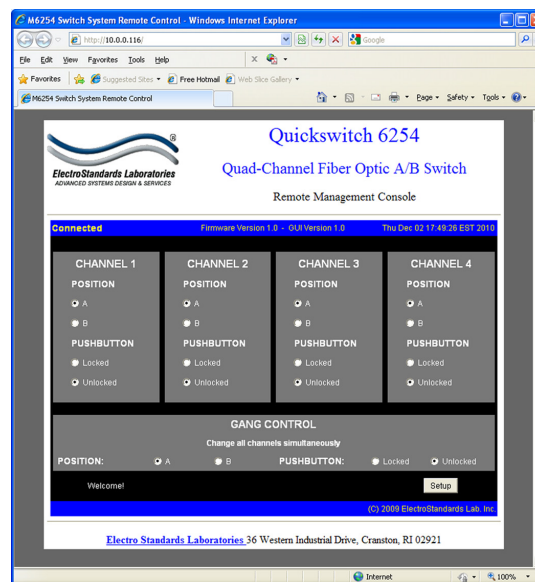 M6254 Switch System Remote Control - Windows Internet Explorer
http://10.0.0.116/
Google
File Edit View Favorites Tools Help
Favorites Suggested Sites Free Hotmail Web Slice Gallery
M6254 Switch System Remote Control Page Safety Tools
®
ElectroStandards Laboratories
ADVANCED SYSTEMS DESIGN & SERVICES
Quickswitch 6254
Quad-Channel Fiber Optic A/B Switch
Remote Management Console
Connected Firmware Version 1.0 - GUI Version 1.0 Thu Dec 02 17:49:26 EST 2010
CHANNEL 1 CHANNEL 2 CHANNEL 3 CHANNEL 4
POSITION POSITION POSITION POSITION
A A A A
B B B B
PUSHBUTTON PUSHBUTTON PUSHBUTTON PUSHBUTTON
Locked Locked Locked Locked
Unlocked Unlocked Unlocked Unlocked
GANG CONTROL
Change all channels simultaneously
POSITION: A B PUSHBUTTON: Locked Unlocked
Welcome! Setup
(C) 2009 ElectroStandards Lab. Inc.
Electro Standards Laboratories 36 Western Industrial Drive, Cranston, RI 02921
Internet 100%